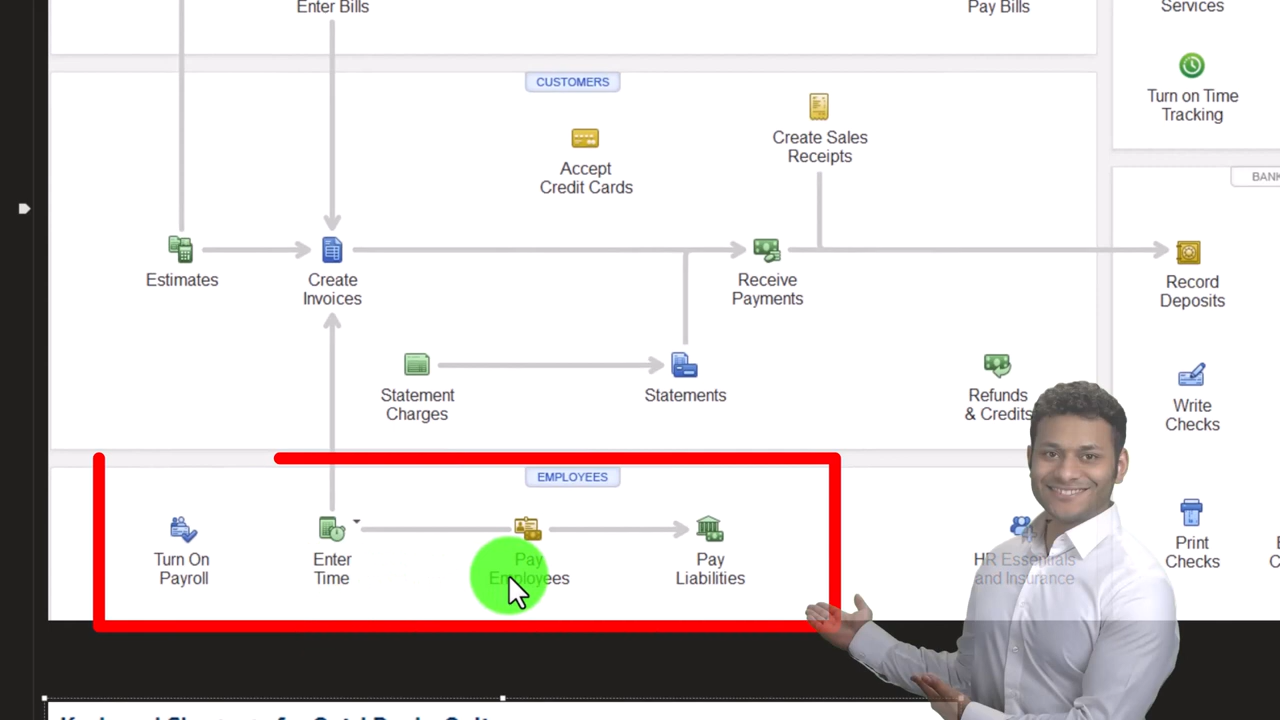 Enter Bills
Pay Bills
Services
CUSTOMERS
Turn on Time
Tracking
Create Sales
Receipts
Accept
Credit Cards
BANK
Estimates
Create
Invoices
Receive
Payments
Record
Deposits
Statement
Charges
Statements
Refunds
& Credits
Write
Checks
EMPLOYEES
Turn On
Payroll
Enter
Time
Pay
Employees
Pay
Liabilities
HR Essentials
and Insurance
Print
Checks